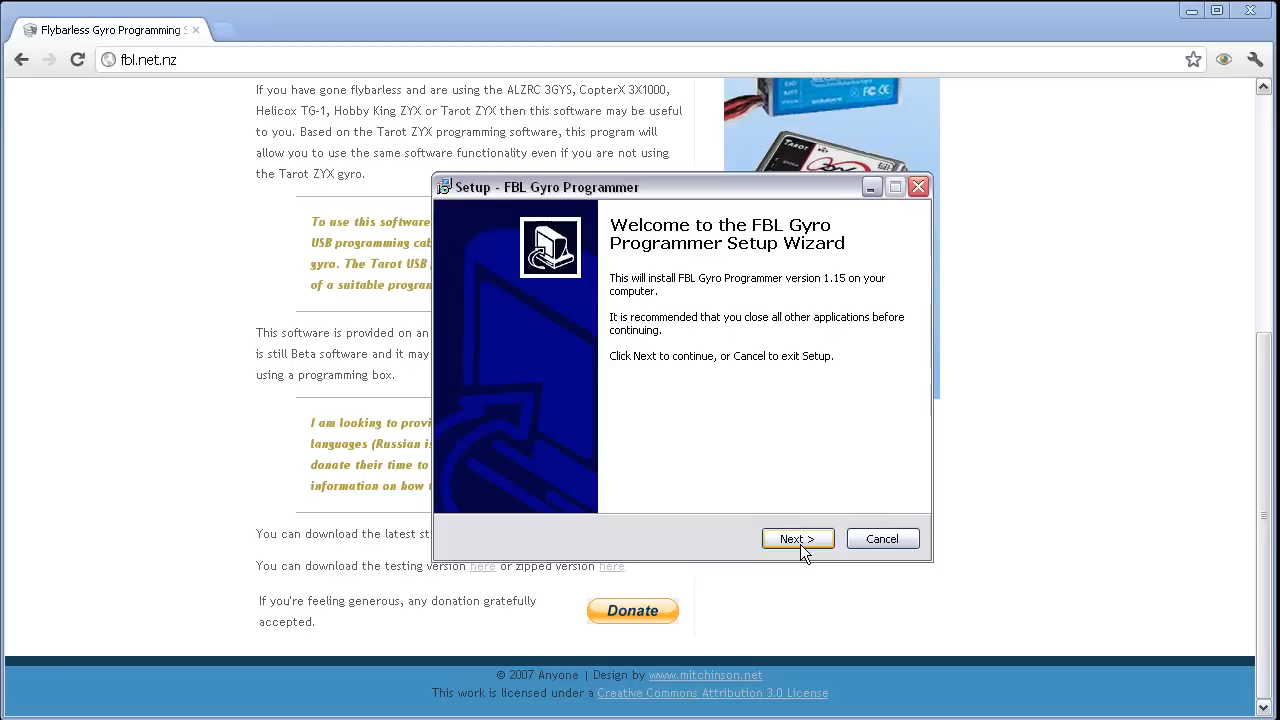 Flybarless Gyro Programming S
fbl.net.nz
If you have gone flybarless and are using the ALZRC 3GYS, CopterX 3X1000,
Helicox TG-1, Hobby King ZYX or Tarot ZYX then this software may be useful
to you. Based on the Tarot ZYX programming software, this program will
allow you to use the same software functionality even if you are not using
the Tarot ZYX gyro.
TAROT
To use this software
USB programming cab
gyro. The Tarot USB
of a suitable program
This software is provided on an
is still Beta software and it may
using a programming box.
I am looking to provi
languages (Russian is
donate their time to
information on how t
You can download the latest st
You can download the testing version here or zipped version here
If you're feeling generous, any donation gratefully
accepted.
Donate
Setup - FBL Gyro Programmer
Welcome to the FBL Gyro
Programmer Setup Wizard
This will install FBL Gyro Programmer version 1.15 on your
computer.
It is recommended that you close all other applications before
continuing.
Click Next to continue, or Cancel to exit Setup.
Next >
Cancel
© 2007 Anyone | Design by www.mitchinson.net
This work is licensed under a Creative Commons Attribution 3.0 License